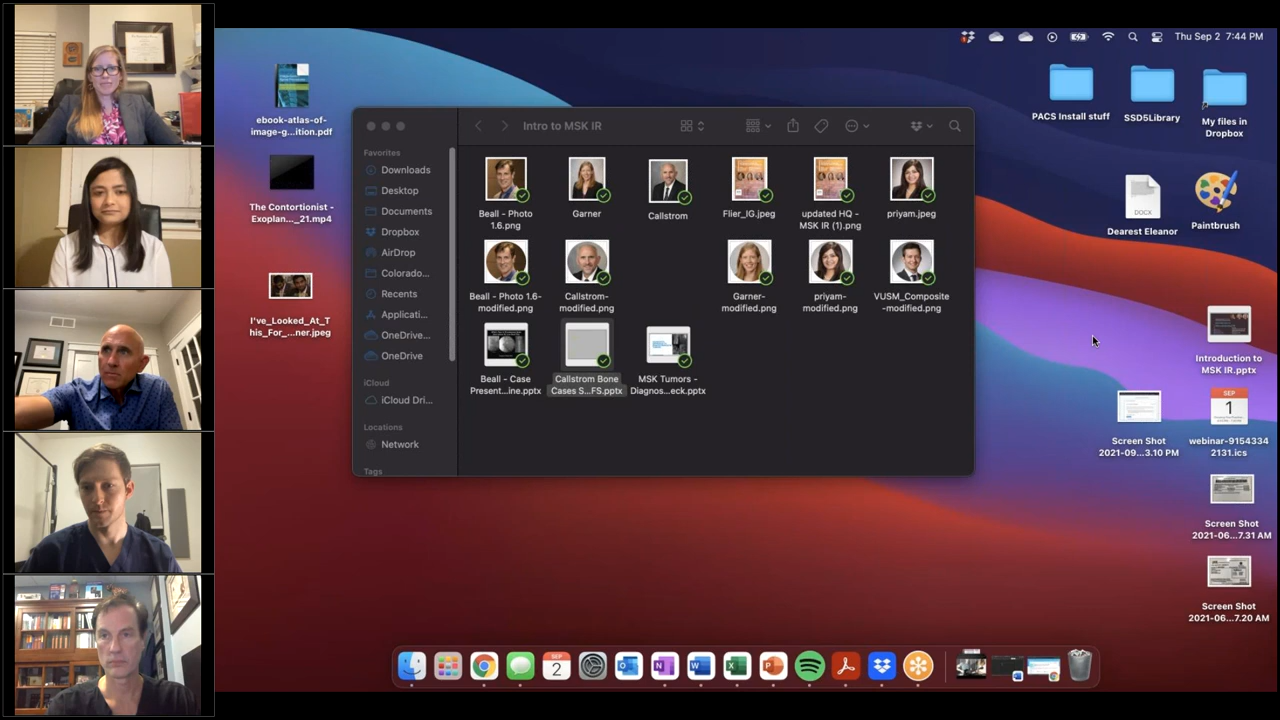 Thu Sep 2 7:44 PM
ebook-atlas-of-
image-g...ition.pdf
The Contortionist -
Exoplan..._21.mp4
I've_Looked_At_T
his_For_...ner.jpeg
Intro to MSK IR
Favorites
Downloads
Desktop
Documents
Dropbox
AirDrop
Colorado...
Recents
Applicati...
OneDrive...
OneDrive
iCloud
iCloud Dri...
Locations
Network
Tags
Beall - Photo
1.6.png
Garner
Callstrom
Flier_IG.jpeg
updated HQ -
MSK IR (1).png
priyam.jpeg
Beall - Photo 1.6-
modified.png
Callstrom-
modified.png
Garner-
modified.png
priyam-
modified.png
VUSM_Composite
-modified.png
Beall - Case
Present...ine.pptx
Callstrom Bone
Cases S...FS.pptx
MSK Tumors -
Diagnos...eck.pptx
PACS Install stuff
SSD5Library
My files in
Dropbox
DOCX
Dearest Eleanor
Paintbrush
Introduction to
MSK IR.pptx
Screen Shot
2021-09...3.10 PM
SEP
1
webinar-9154334
2131.ics
Screen Shot
2021-06...7.31 AM
Screen Shot
2021-06...7.20 AM
SEP
2